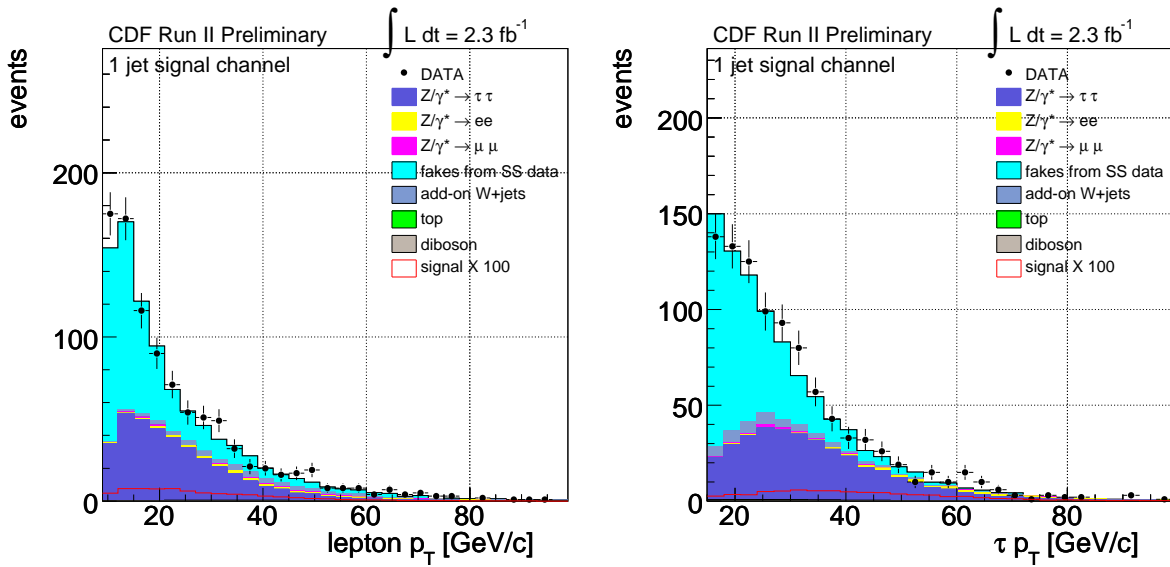 CDF Run II Preliminary
∫ L dt = 2.3 fb⁻¹
1 jet signal channel
DATA
Z/γ* → τ τ
Z/γ* → ee
Z/γ* → μ μ
fakes from SS data
add-on W+jets
top
diboson
signal X 100
events
200
100
0
20 40 60 80
lepton p_T [GeV/c]
CDF Run II Preliminary
∫ L dt = 2.3 fb⁻¹
1 jet signal channel
DATA
Z/γ* → τ τ
Z/γ* → ee
Z/γ* → μ μ
fakes from SS data
add-on W+jets
top
diboson
signal X 100
events
200
150
100
50
0
20 40 60 80
τ p_T [GeV/c]